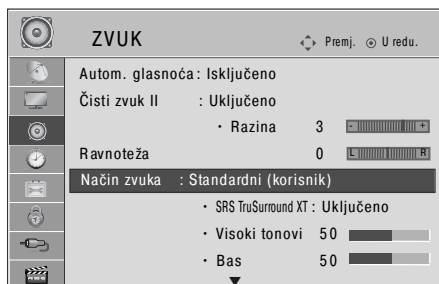 ZVUK
Premj. U redu.
Autom. glasnoća: Isključeno
Čisti zvuk II : Uključeno
• Razina 3 - +
Ravnoteža 0 L R
Način zvuka : Standardni (korisnik)
• SRS TruSurround XT : Uključeno
• Visoki tonovi 50
• Bas 50